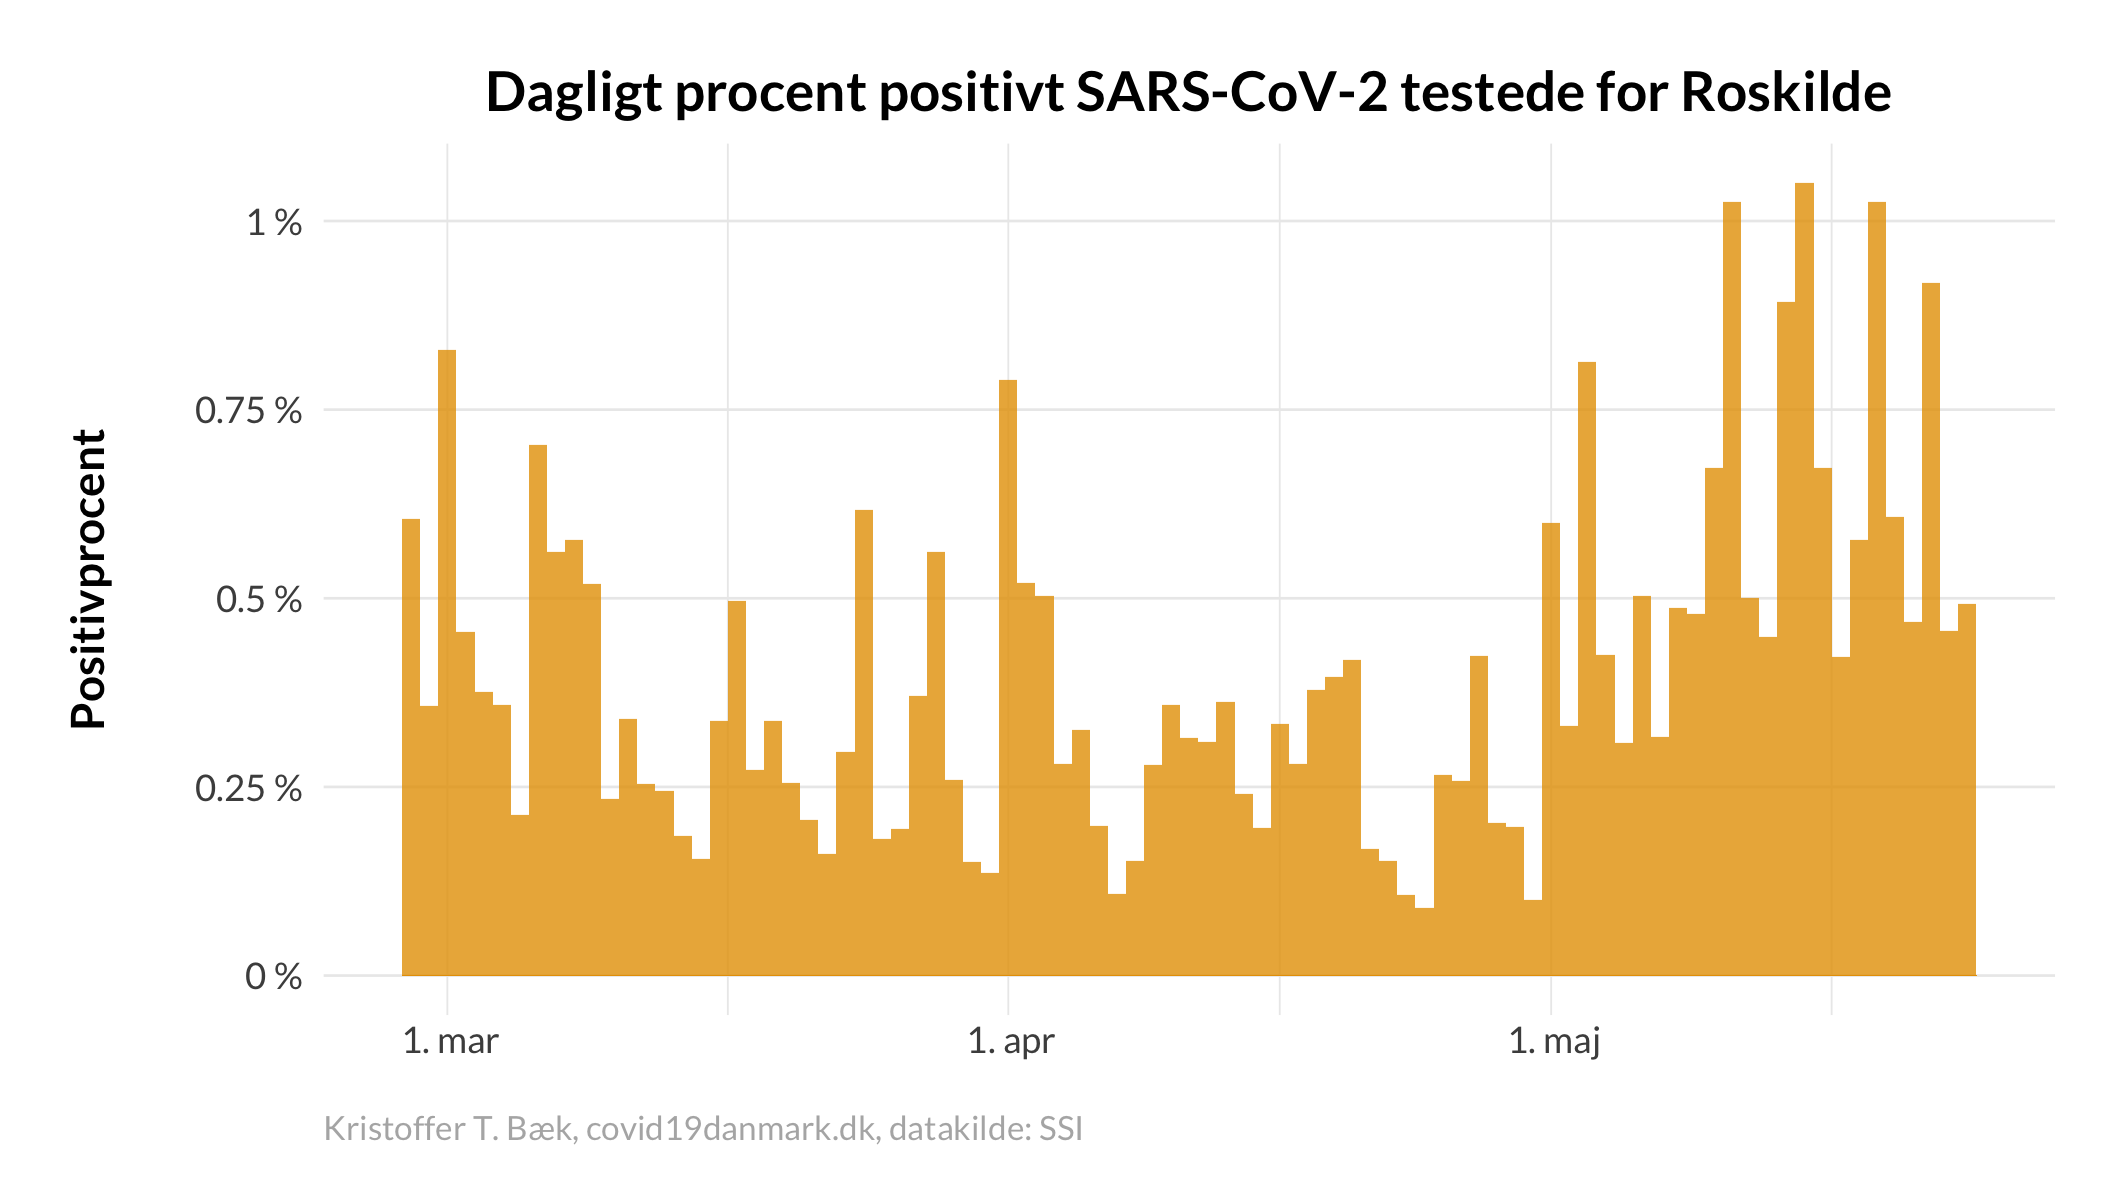 Dagligt procent positivt SARS-CoV-2 testede for Roskilde
Positivprocent
1 %
0.75 %
0.5 %
0.25 %
0 %
1. mar
1. apr
1. maj
Kristoffer T. Bæk, covid19danmark.dk, datakilde: SSI